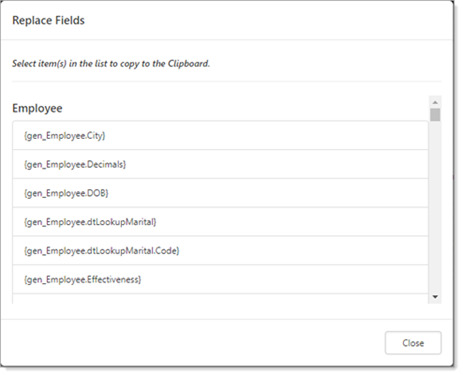 Replace Fields
Select item(s) in the list to copy to the Clipboard.
Employee
{gen_Employee.City}
{gen_Employee.Decimals}
{gen_Employee.DOB}
{gen_Employee.dtLookupMarital}
{gen_Employee.dtLookupMarital.Code}
{gen_Employee.Effectiveness}
Close